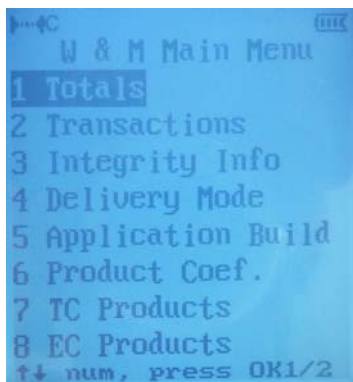 C
W & M Main Menu
1 Totals
2 Transactions
3 Integrity Info
4 Delivery Mode
5 Application Build
6 Product Coef.
7 TC Products
8 EC Products
↑↓ num, press OK1/2